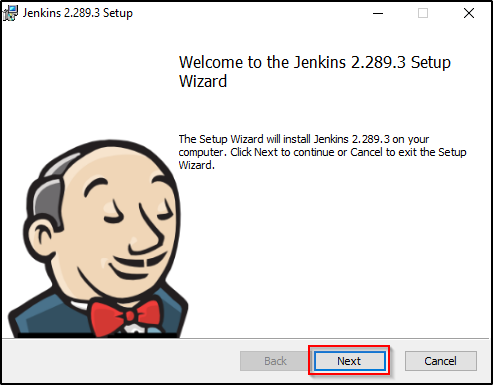 Jenkins 2.289.3 Setup
Welcome to the Jenkins 2.289.3 Setup
Wizard
The Setup Wizard will install Jenkins 2.289.3 on your
computer. Click Next to continue or Cancel to exit the Setup
Wizard.
Back
Next
Cancel